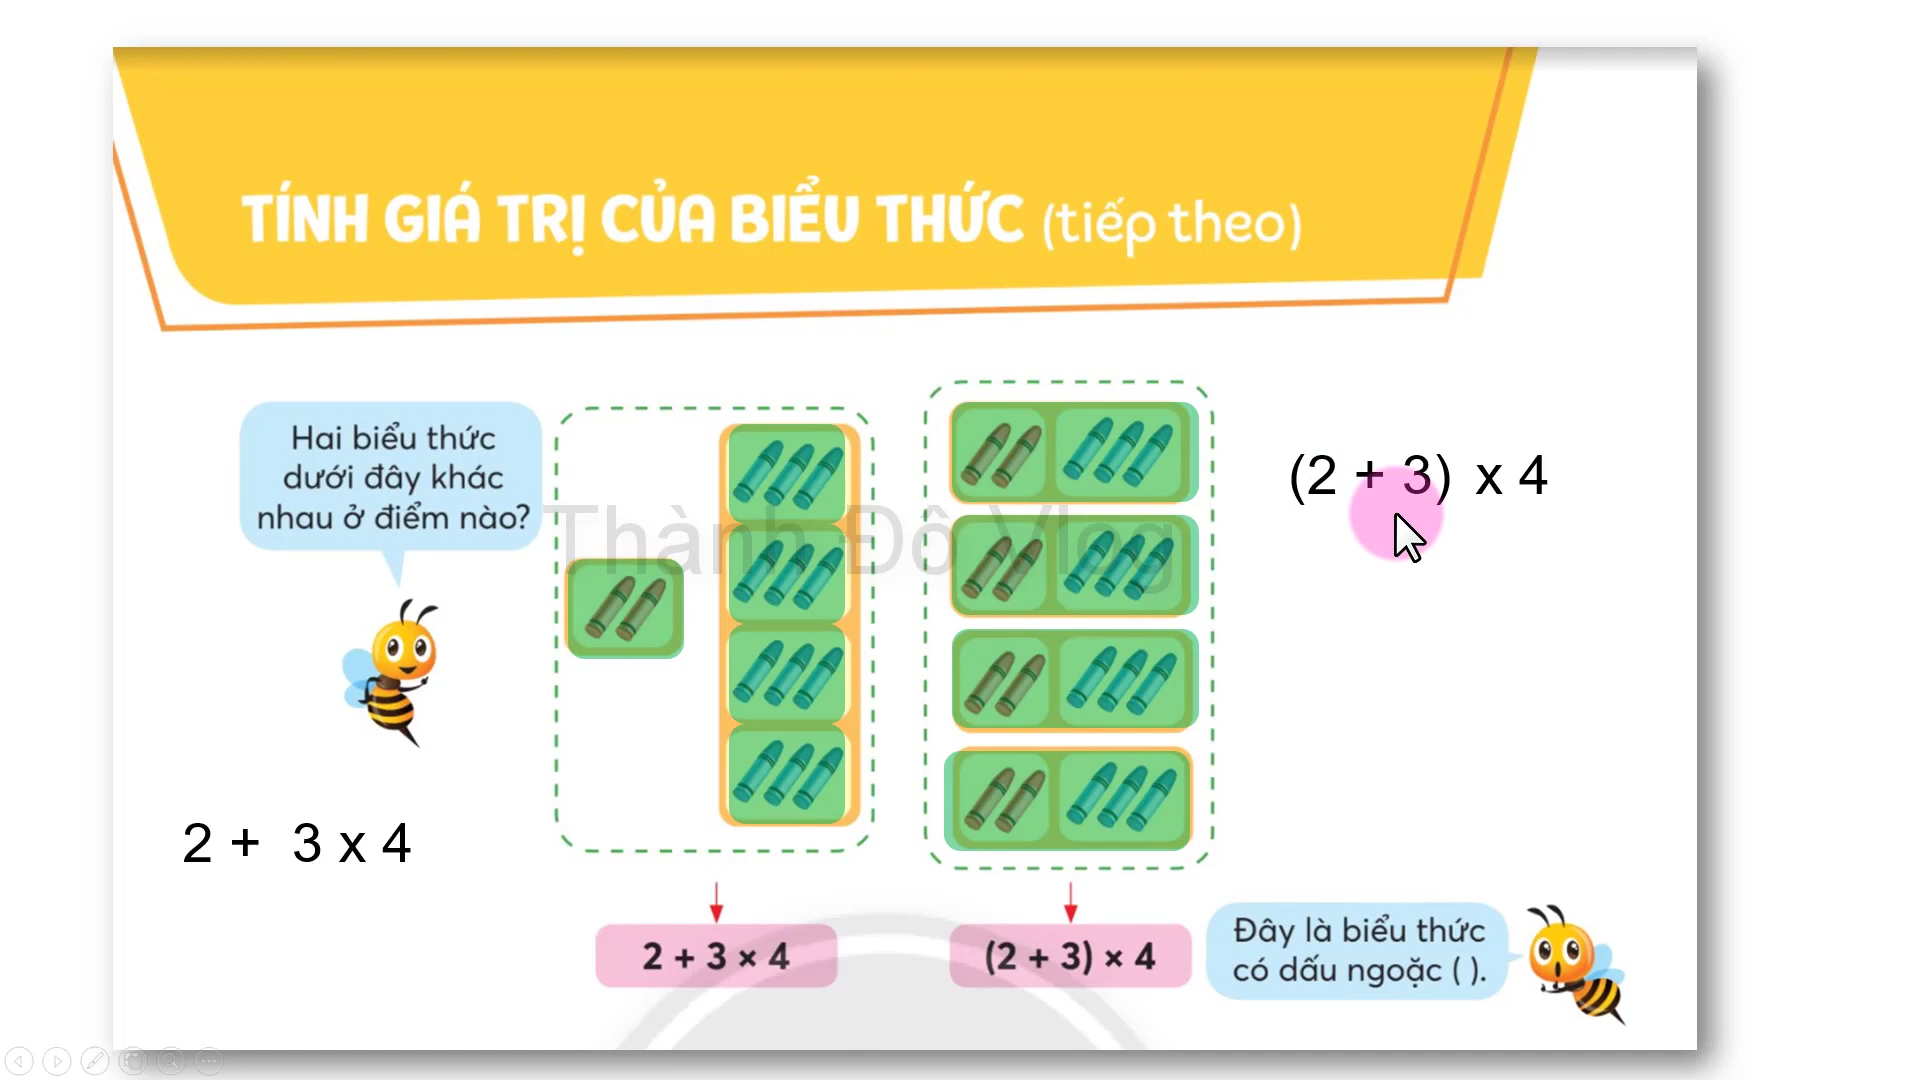 TÍNH GIÁ TRỊ CỦA BIỂU THỨC (tiếp theo)
Hai biểu thức
dưới đây khác
nhau ở điểm nào?
(2 + 3) x 4
Thành Đô Vlog
2 + 3 x 4
2 + 3 × 4
(2 + 3) × 4
Đây là biểu thức
có dấu ngoặc ( ).